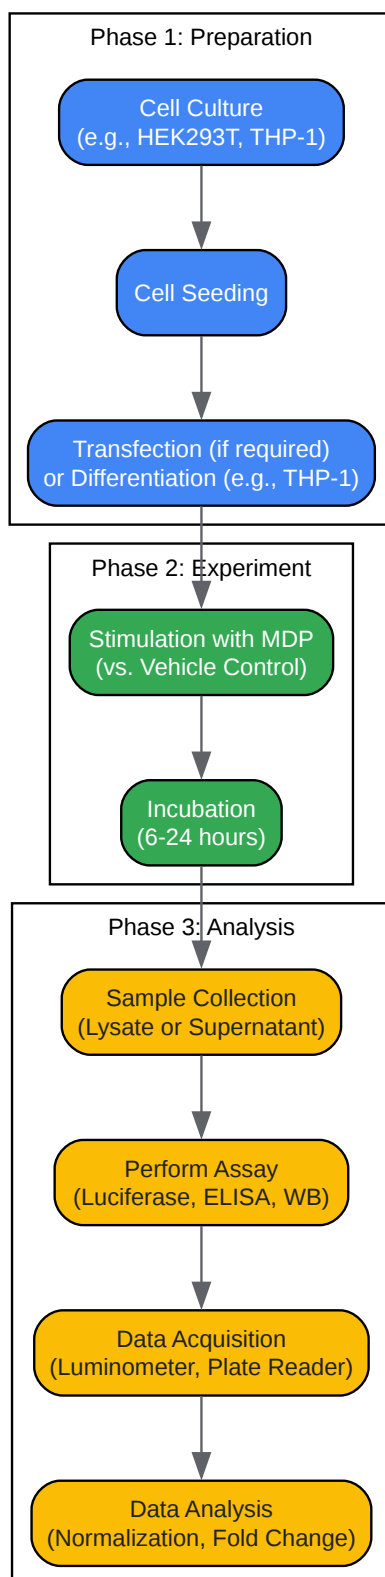 Phase 1: Preparation
Cell Culture
(e.g., HEK293T, THP-1)
Cell Seeding
Transfection (if required)
or Differentiation (e.g., THP-1)
Phase 2: Experiment
Stimulation with MDP
(vs. Vehicle Control)
Incubation
(6-24 hours)
Phase 3: Analysis
Sample Collection
(Lysate or Supernatant)
Perform Assay
(Luciferase, ELISA, WB)
Data Acquisition
(Luminometer, Plate Reader)
Data Analysis
(Normalization, Fold Change)